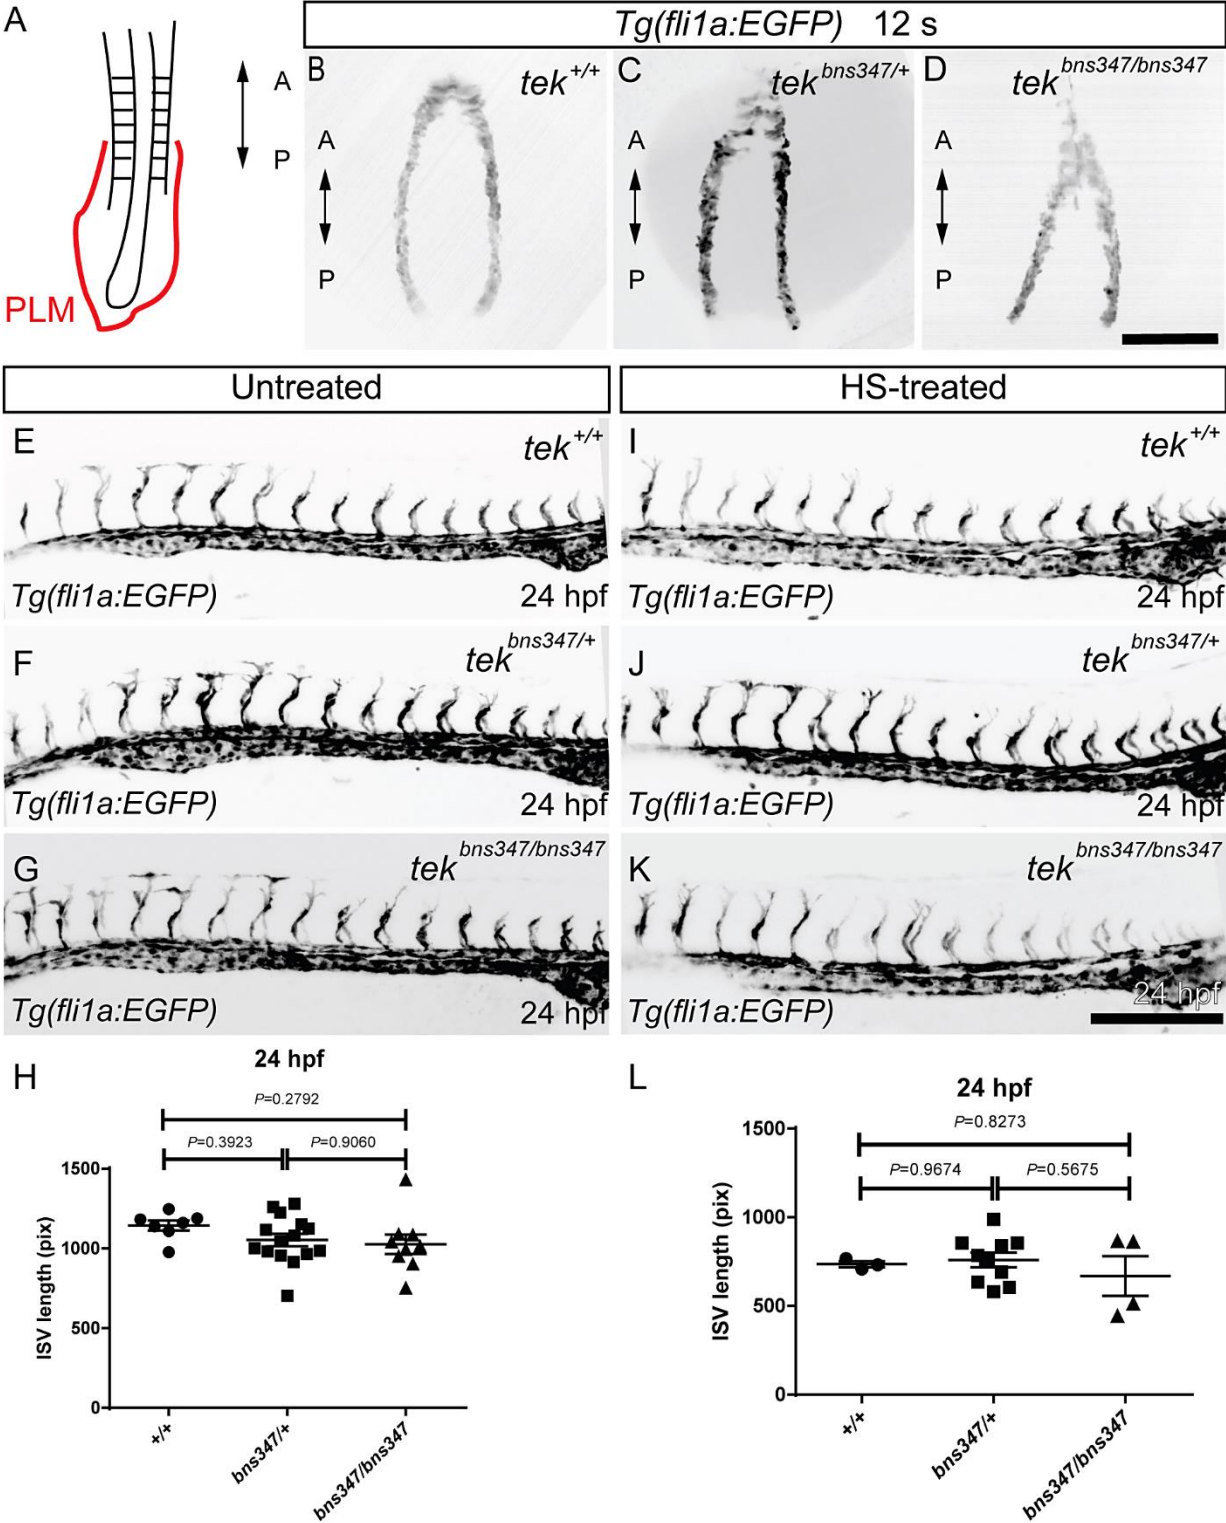 A
A
P
PLM
Tg(fli1a:EGFP) 12 s
B
tek+/+
A
P
C
tekbns347/+
A
P
D
tekbns347/bns347
A
P
Untreated
HS-treated
E
tek+/+
Tg(fli1a:EGFP)
24 hpf
I
tek+/+
Tg(fli1a:EGFP)
24 hpf
F
tekbns347/+
Tg(fli1a:EGFP)
24 hpf
J
tekbns347/+
Tg(fli1a:EGFP)
24 hpf
G
tekbns347/bns347
Tg(fli1a:EGFP)
24 hpf
K
tekbns347/bns347
Tg(fli1a:EGFP)
24 hpf
H
24 hpf
P=0.2792
P=0.3923
P=0.9060
1500
1000
500
0
ISV length (pix)
+/+
bns347/+
bns347/bns347
L
24 hpf
P=0.8273
P=0.9674
P=0.5675
1500
1000
500
0
ISV length (pix)
+/+
bns347/+
bns347/bns347